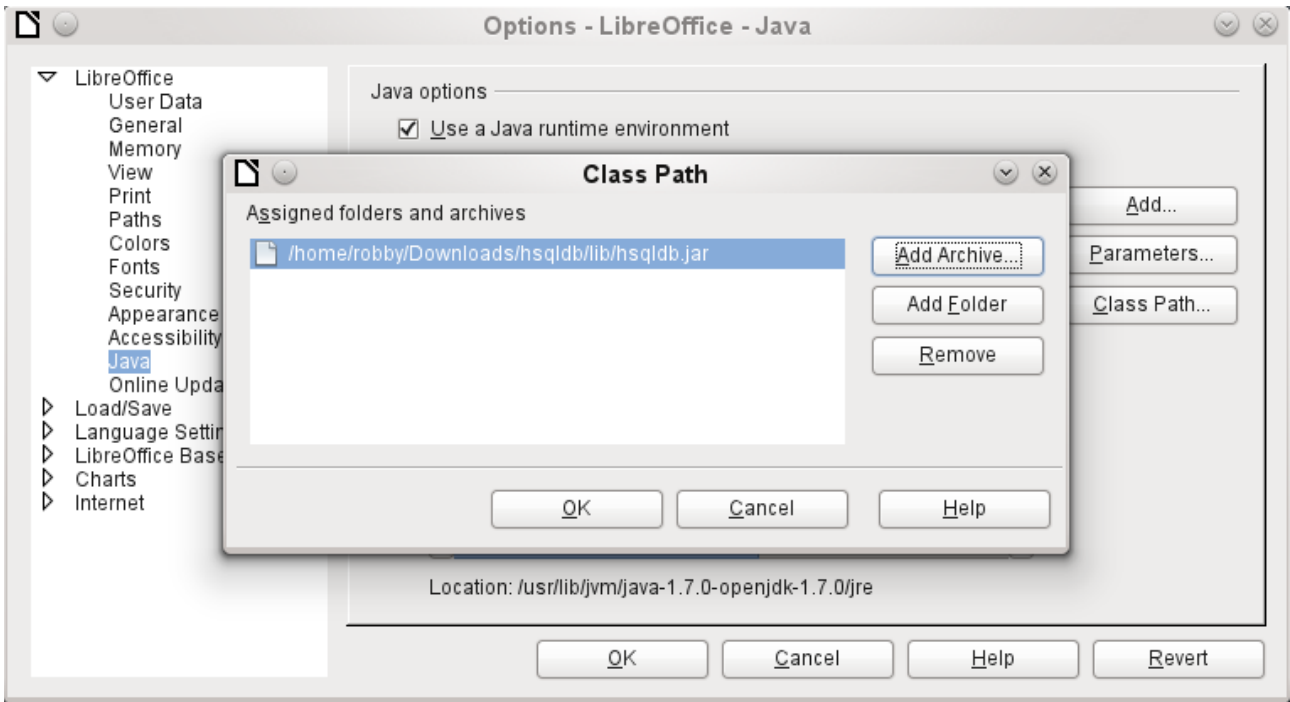 Options - LibreOffice - Java
LibreOffice
User Data
General
Memory
View
Print
Paths
Colors
Fonts
Security
Appearance
Accessibility
Java
Online Upda
Load/Save
Language Settin
LibreOffice Base
Charts
Internet
Java options
Use a Java runtime environment
Add...
Parameters...
Class Path...
Class Path
Assigned folders and archives
/home/robby/Downloads/hsqldb/lib/hsqldb.jar
Add Archive...
Add Folder
Remove
OK Cancel Help
Location: /usr/lib/jvm/java-1.7.0-openjdk-1.7.0/jre
OK Cancel Help Revert